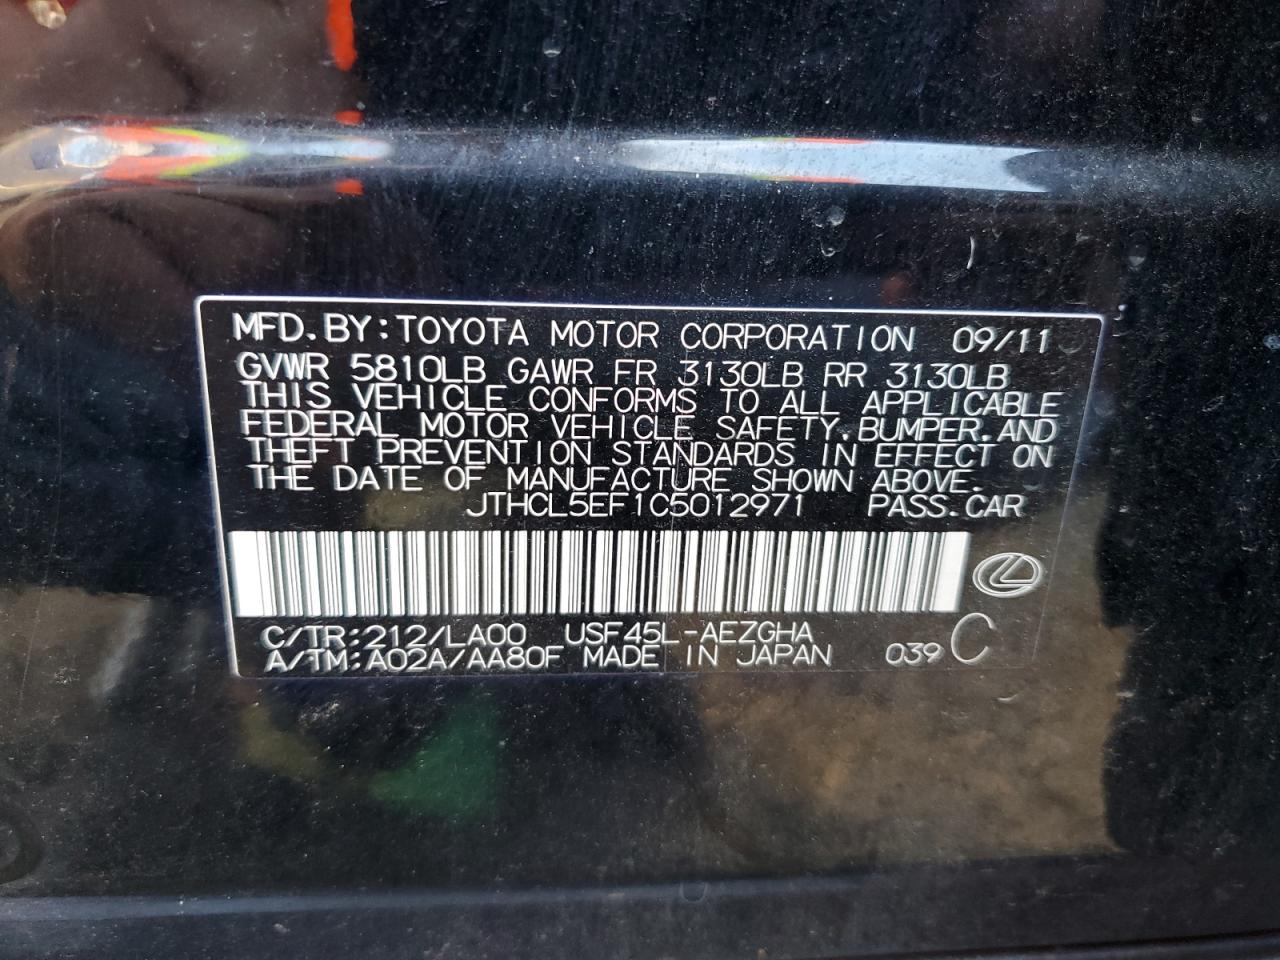 MFD.BY:TOYOTA MOTOR CORPORATION 09/11
GVWR 5810LB GAWR FR 3130LB RR 3130LB
THIS VEHICLE CONFORMS TO ALL APPLICABLE
FEDERAL MOTOR VEHICLE SAFETY,BUMPER,AND
THEFT PREVENTION STANDARDS IN EFFECT ON
THE DATE OF MANUFACTURE SHOWN ABOVE.
JTHCL5EF1C5012971 PASS.CAR
C/TR:212/LA00 USF45L-AEZGHA
A/TM:A02A/AA80F MADE IN JAPAN 039 C